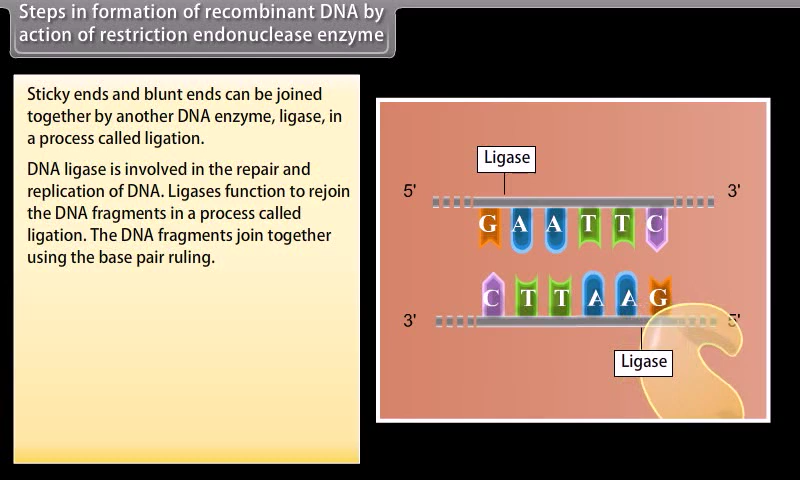 Steps in formation of recombinant DNA by
action of restriction endonuclease enzyme
Sticky ends and blunt ends can be joined
together by another DNA enzyme, ligase, in
a process called ligation.
DNA ligase is involved in the repair and
replication of DNA. Ligases function to rejoin
the DNA fragments in a process called
ligation. The DNA fragments join together
using the base pair ruling.
Ligase
5' 3'
G A A T T C
C T T A A G
3' 5'
Ligase